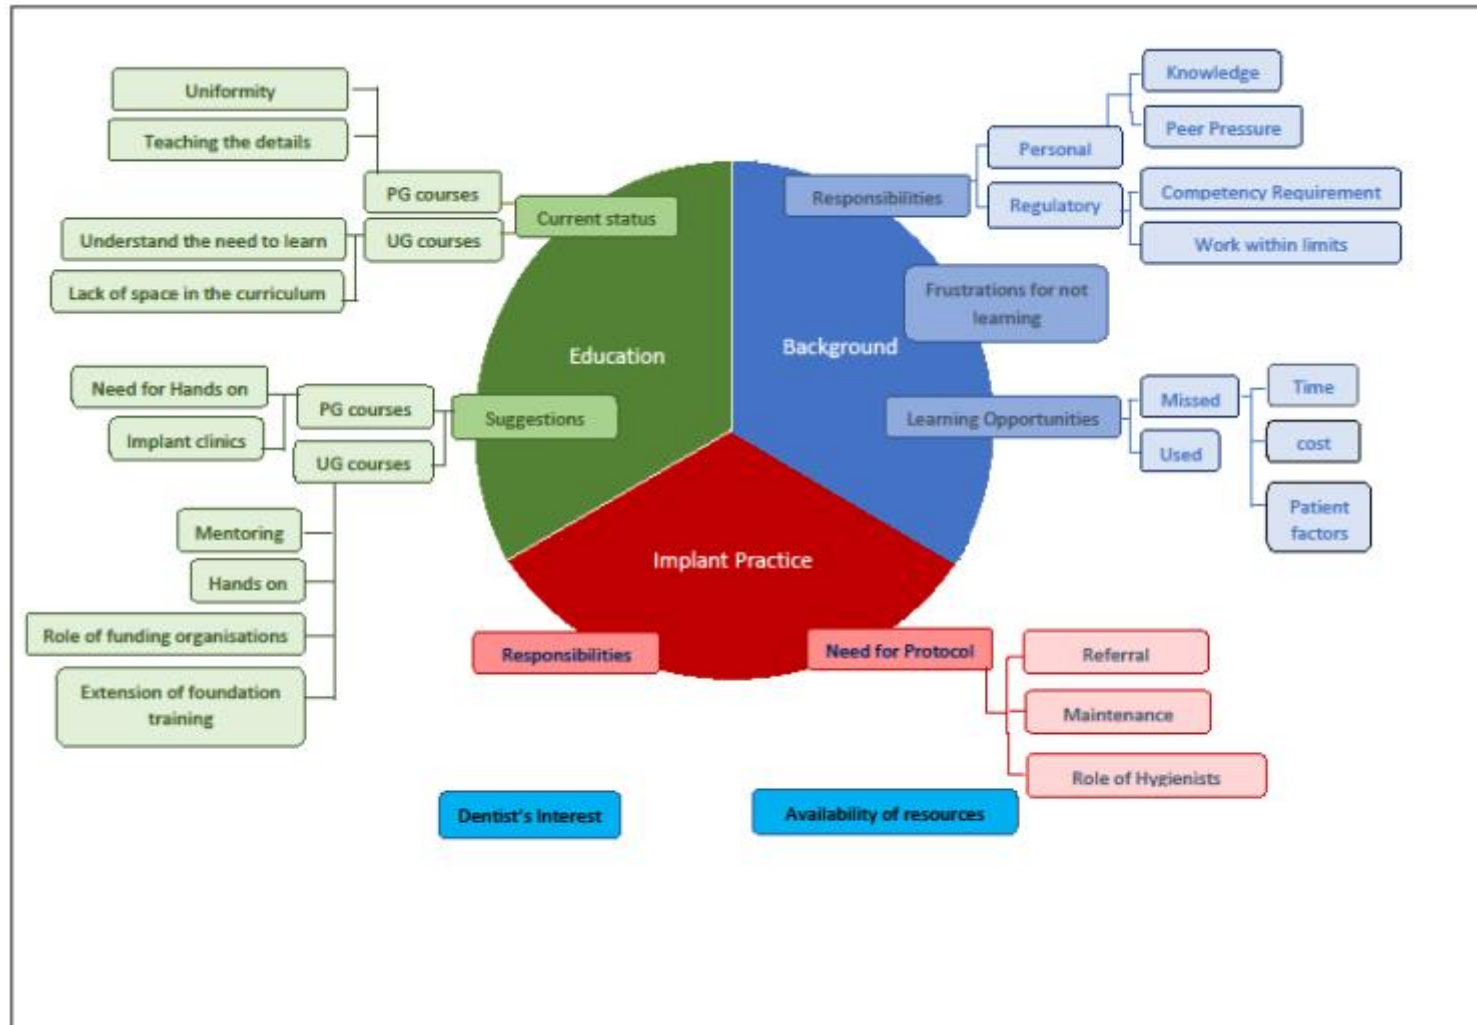 Uniformity
Teaching the details
PG courses
UG courses
Current status
Understand the need to learn
Lack of space in the curriculum
Education
Need for Hands on
Implant clinics
PG courses
UG courses
Suggestions
Mentoring
Hands on
Role of funding organisations
Extension of foundation
training
Background
Responsibilities
Personal
Knowledge
Peer Pressure
Regulatory
Competency Requirement
Work within limits
Frustrations for not
learning
Learning Opportunities
Missed
Time
cost
Patient
factors
Used
Implant Practice
Responsibilities
Need for Protocol
Referral
Maintenance
Role of Hygienists
Dentist's Interest
Availability of resources